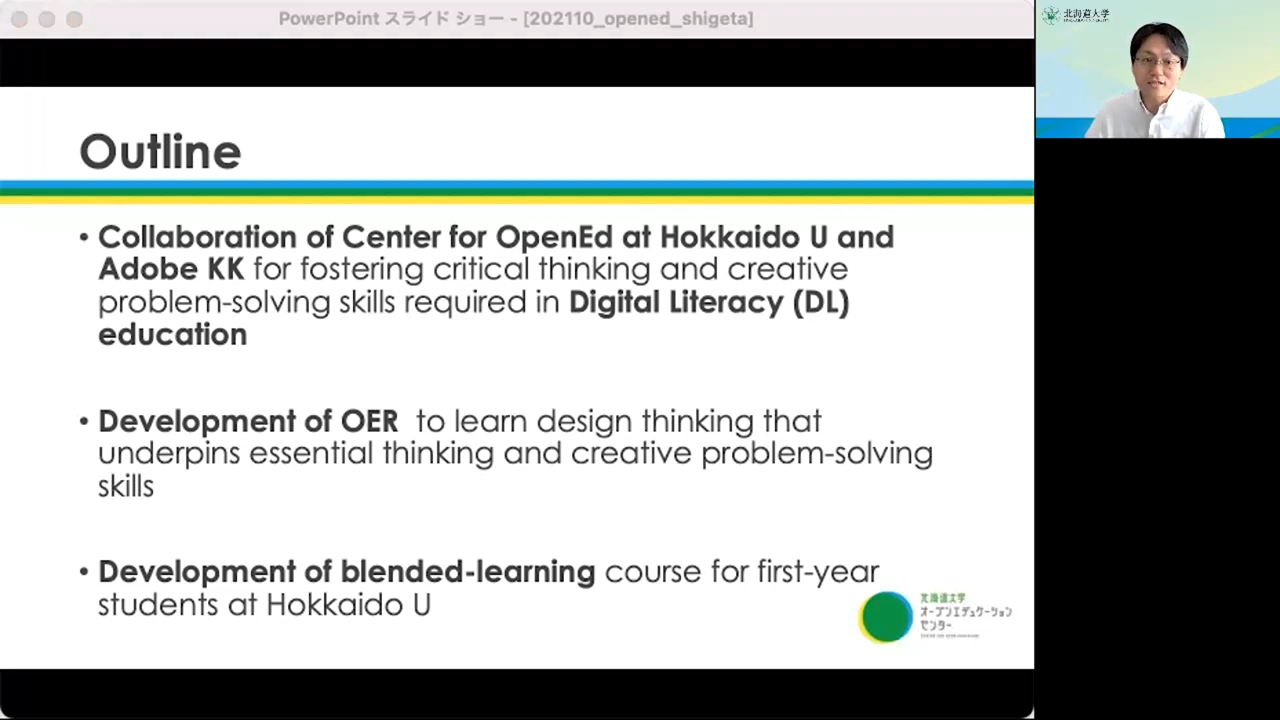 PowerPoint スライド ショー - [202110_opened_shigeta]
北海道大学
Outline
• Collaboration of Center for OpenEd at Hokkaido U and
Adobe KK for fostering critical thinking and creative
problem-solving skills required in Digital Literacy (DL)
education
• Development of OER to learn design thinking that
underpins essential thinking and creative problem-solving
skills
• Development of blended-learning course for first-year
students at Hokkaido U
北海道大学
オープンエデュケーション
センター